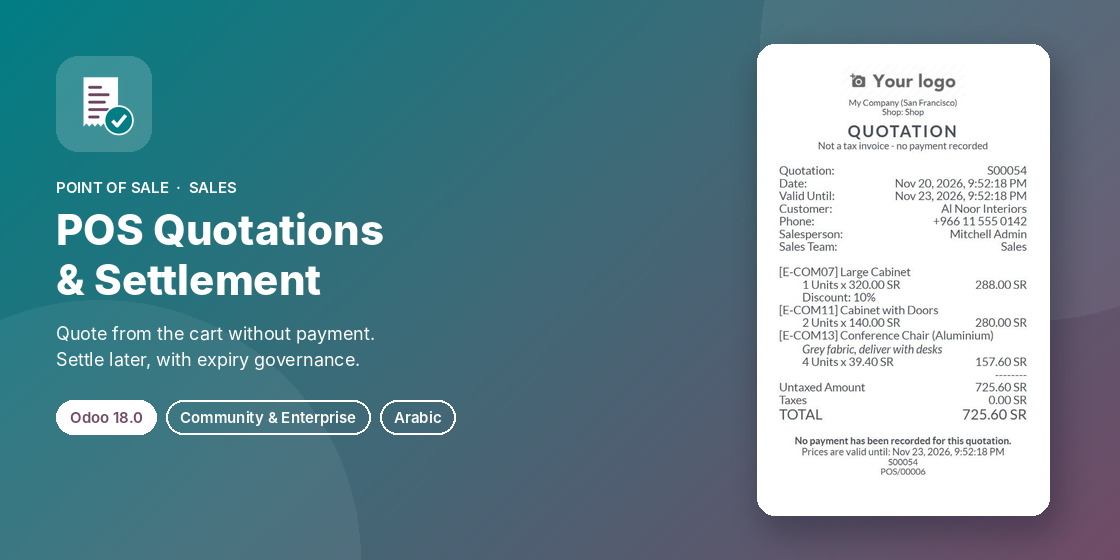 POINT OF SALE · SALES
POS Quotations
& Settlement
Quote from the cart without payment.
Settle later, with expiry governance.
Odoo 18.0
Community & Enterprise
Arabic
Your logo
My Company (San Francisco)
Shop: Shop
QUOTATION
Not a tax invoice - no payment recorded
Quotation: S00054
Date: Nov 20, 2026, 9:52:18 PM
Valid Until: Nov 23, 2026, 9:52:18 PM
Customer: Al Noor Interiors
Phone: +966 11 555 0142
Salesperson: Mitchell Admin
Sales Team: Sales
[E-COM07] Large Cabinet
1 Units x 320.00 SR 288.00 SR
Discount: 10%
[E-COM11] Cabinet with Doors
2 Units x 140.00 SR 280.00 SR
[E-COM13] Conference Chair (Aluminium)
Grey fabric, deliver with desks
4 Units x 39.40 SR 157.60 SR
--------
Untaxed Amount 725.60 SR
Taxes 0.00 SR
TOTAL 725.60 SR
No payment has been recorded for this quotation.
Prices are valid until: Nov 23, 2026, 9:52:18 PM
S00054
POS/00006